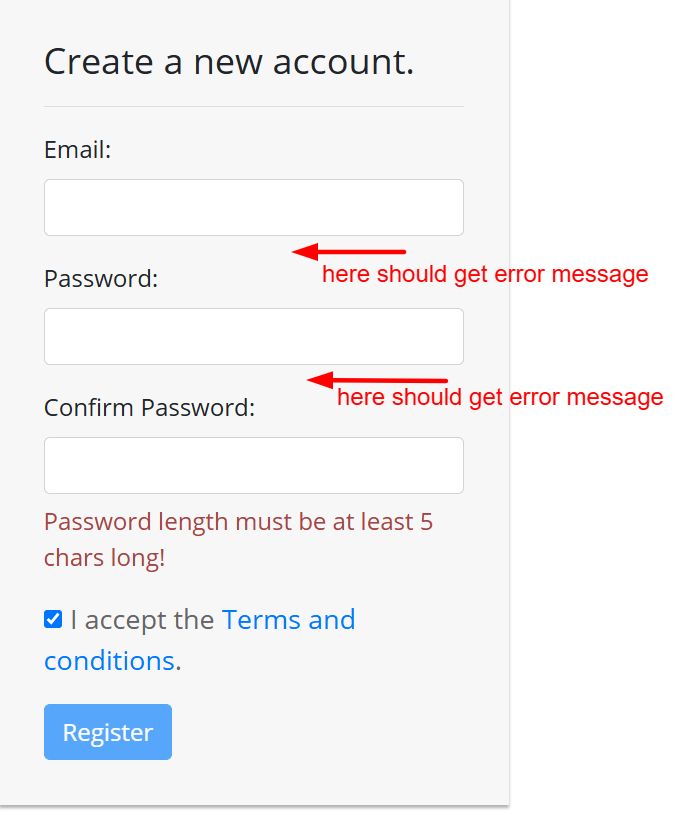 Create a new account.
Email:
here should get error message
Password:
here should get error message
Confirm Password:
Password length must be at least 5
chars long!
I accept the Terms and
conditions.
Register